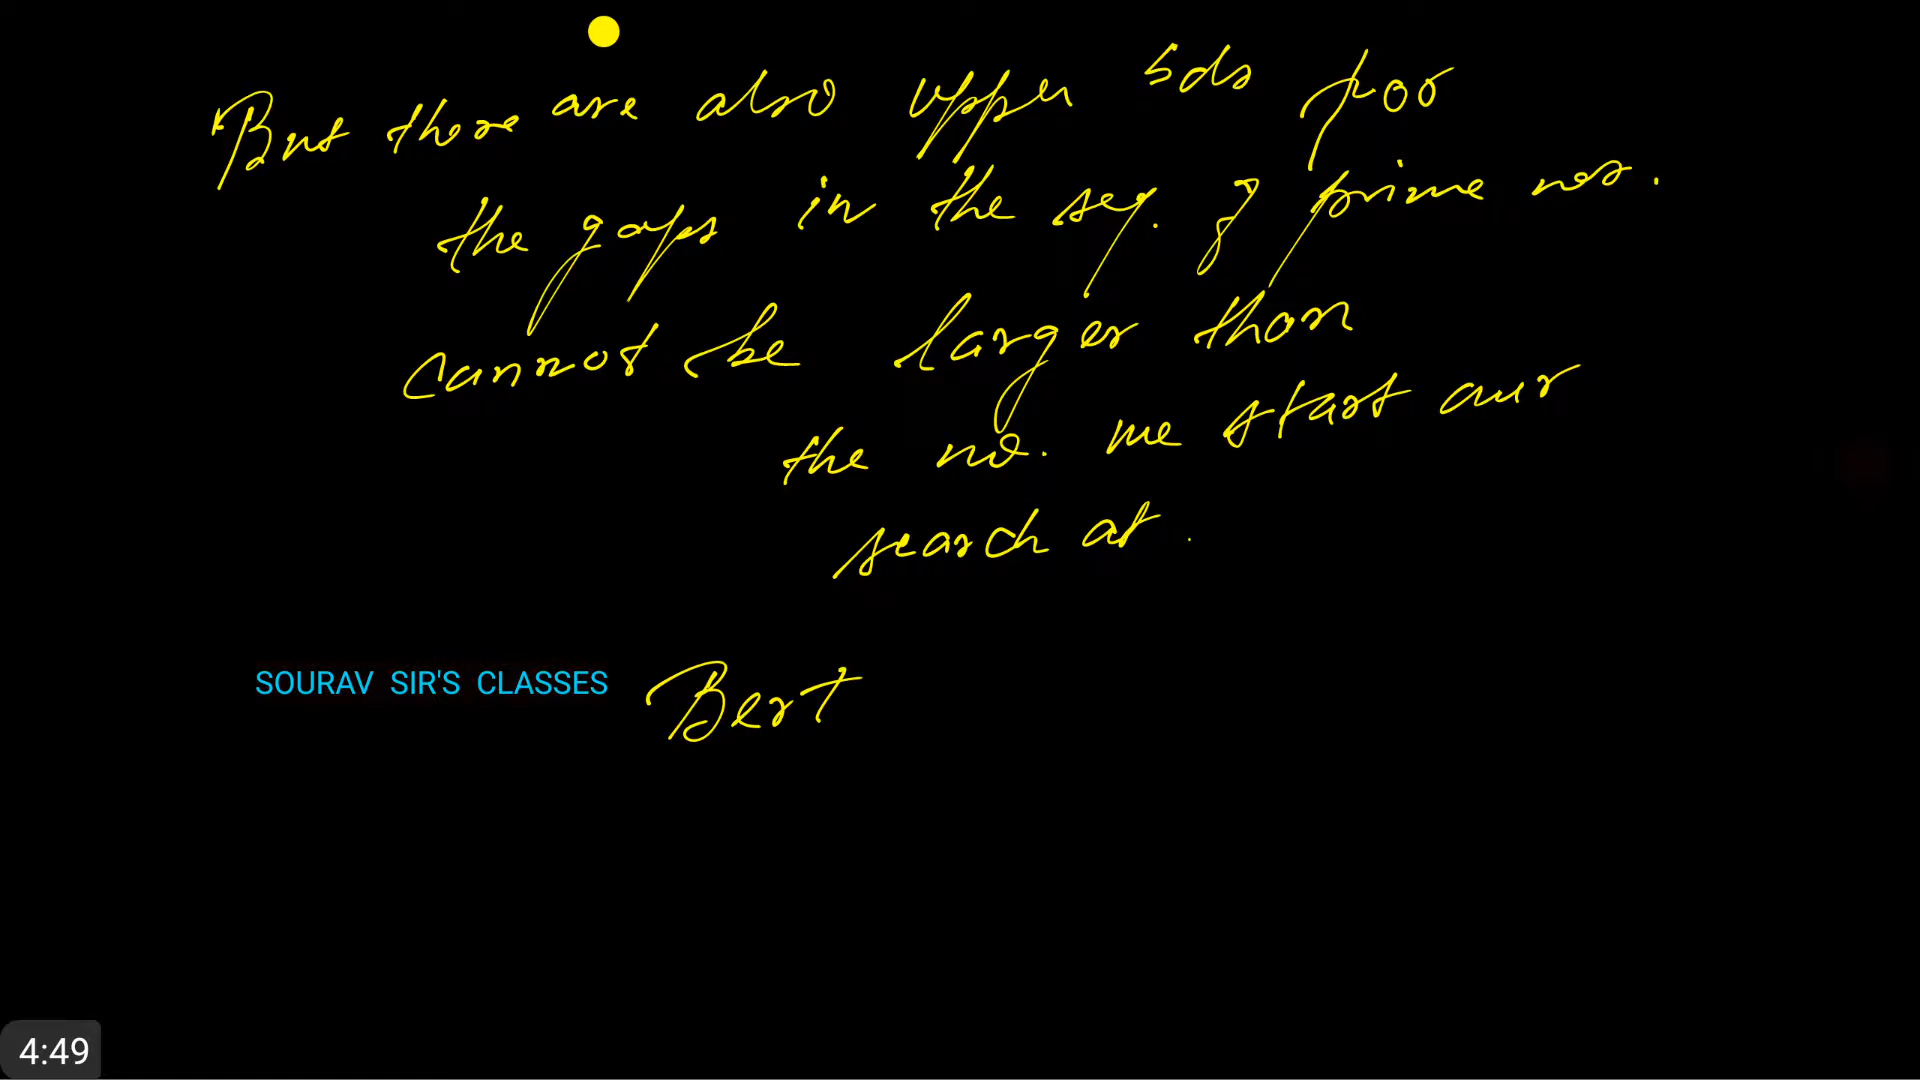 But there are also upper bds for
the gaps in the seq. of prime nos.
cannot be larger than
the no. we start our
search at.
SOURAV SIR'S CLASSES
Bert
4:49